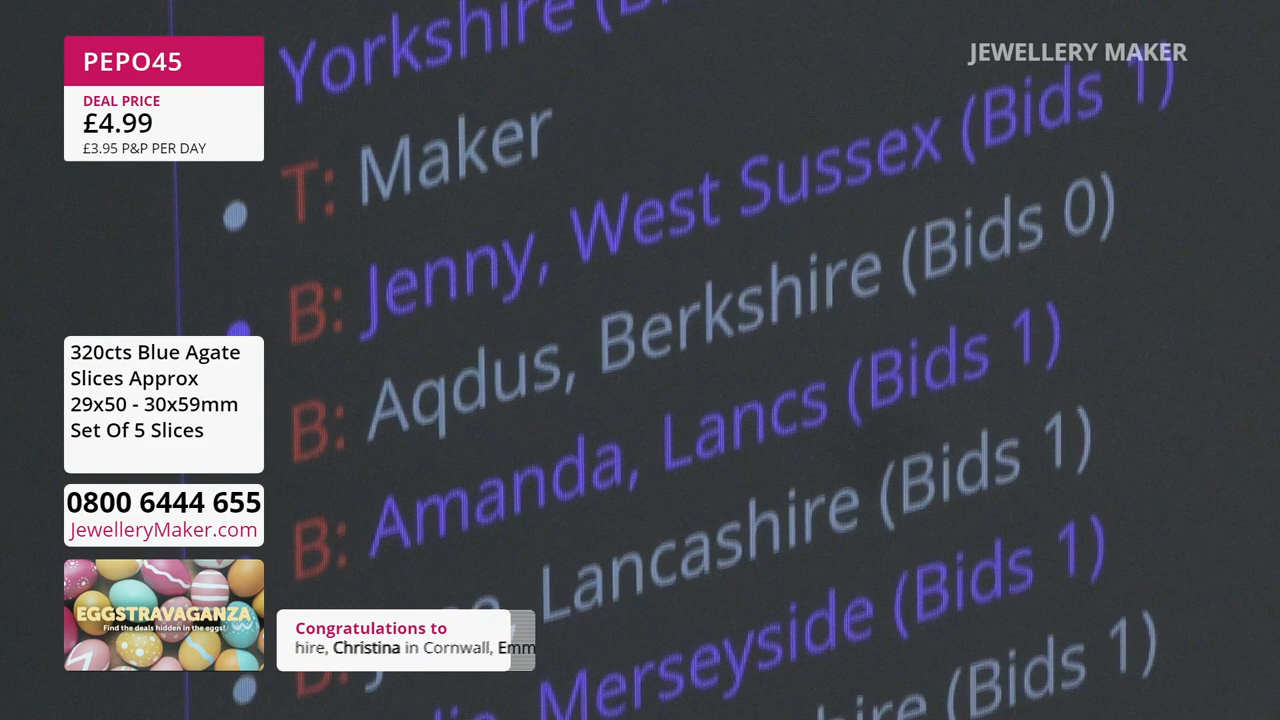 PEPO45
DEAL PRICE
£4.99
£3.95 P&P PER DAY
JEWELLERY MAKER
Yorkshire
T: Maker
B: Jenny, West Sussex (Bids 1)
B: Aqdus, Berkshire (Bids 0)
B: Amanda, Lancs (Bids 1)
Lancashire (Bids 1)
Merseyside (Bids 1)
(Bids 1)
320cts Blue Agate
Slices Approx
29x50 - 30x59mm
Set Of 5 Slices
0800 6444 655
JewelleryMaker.com
EGGSTRAVAGANZA
Find the deals hidden in the eggs!
Congratulations to
hire, Christina in Cornwall, Emm